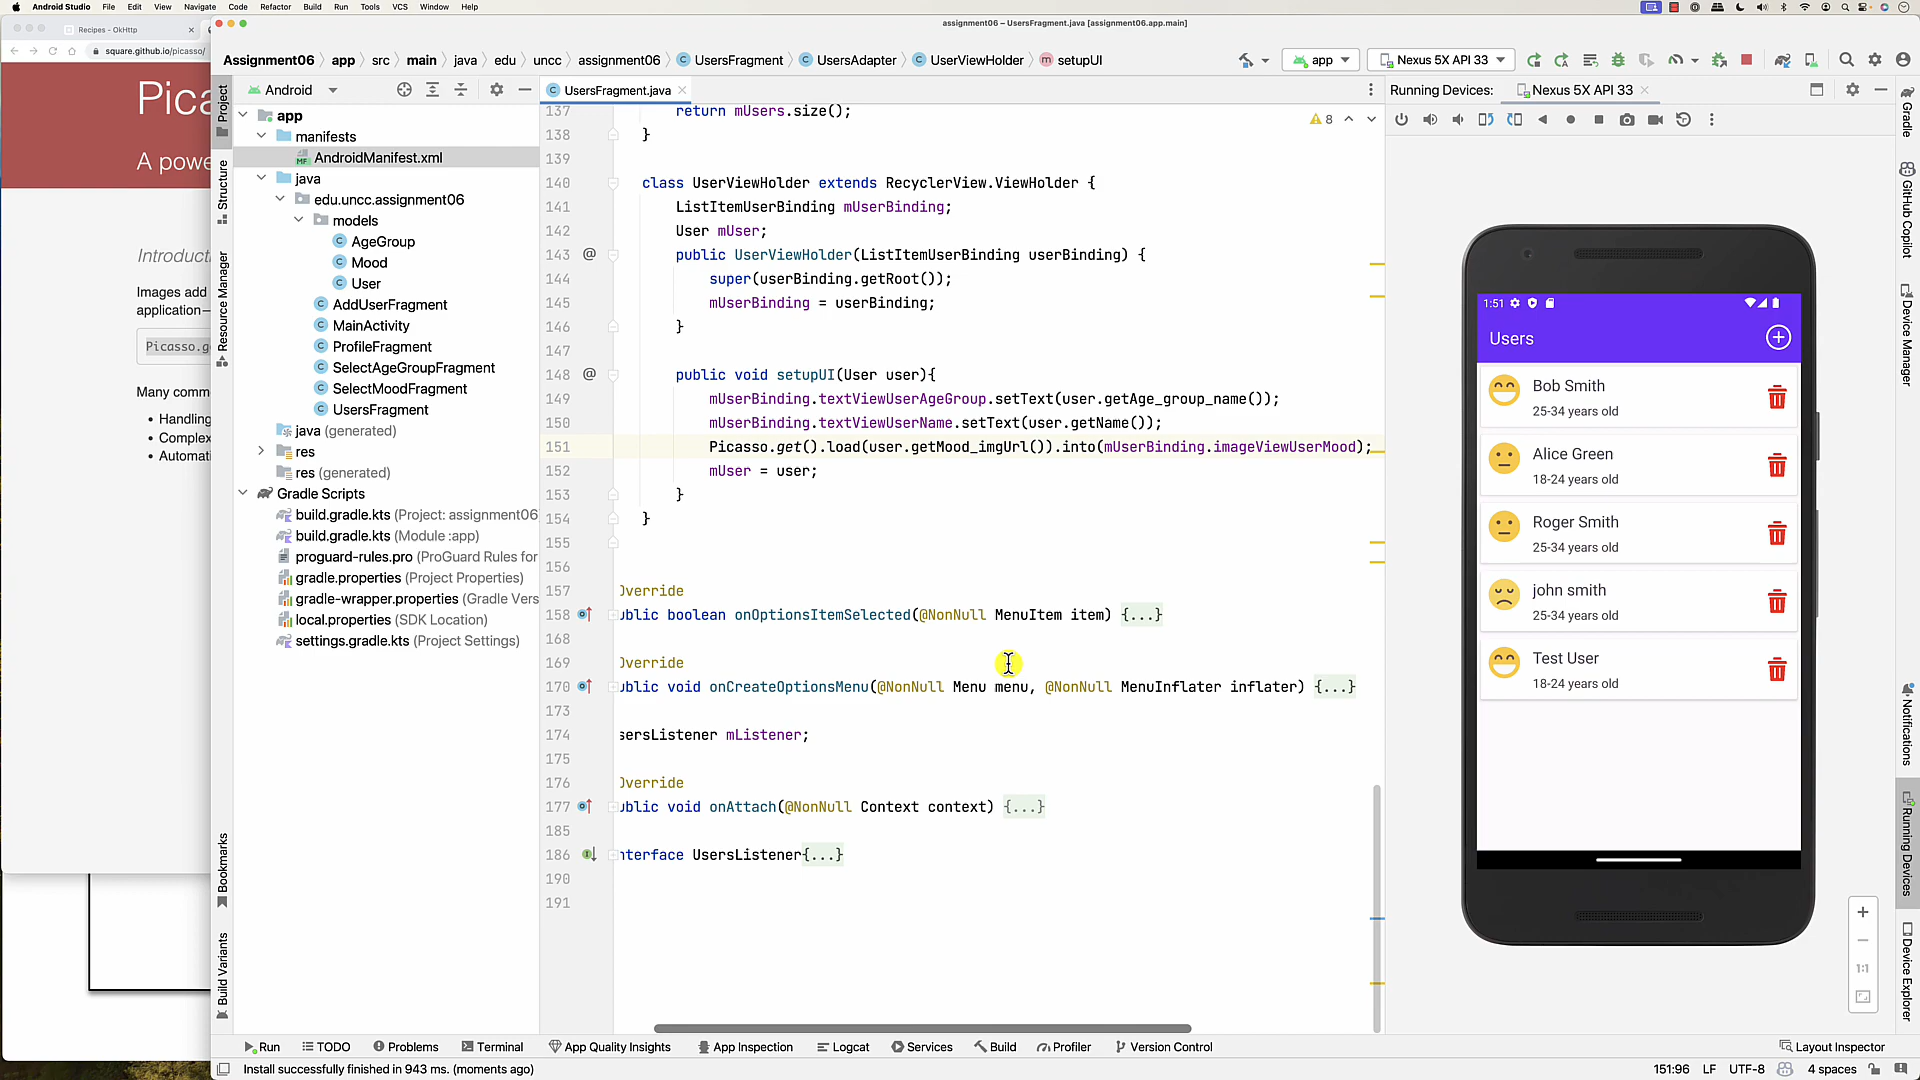 Android Studio File Edit View Navigate Code Refactor Build Run Tools VCS Window Help
assignment06 – UsersFragment.java [assignment06.app.main]
Recipes - OkHttp
square.github.io/picasso/
Assignment06 app src main java edu uncc assignment06 UsersFragment UsersAdapter UserViewHolder setupUI
app
Nexus 5X API 33
Android
UsersFragment.java
Running Devices: Nexus 5X API 33
Pica
A powe
Introducti
Images add
application—
Picasso.g
Many comm
• Handling
• Complex
• Automati
Project
Structure
Resource Manager
Bookmarks
Build Variants
app
manifests
AndroidManifest.xml
java
edu.uncc.assignment06
models
AgeGroup
Mood
User
AddUserFragment
MainActivity
ProfileFragment
SelectAgeGroupFragment
SelectMoodFragment
UsersFragment
java (generated)
res
res (generated)
Gradle Scripts
build.gradle.kts (Project: assignment06
build.gradle.kts (Module :app)
proguard-rules.pro (ProGuard Rules for
gradle.properties (Project Properties)
gradle-wrapper.properties (Gradle Vers
local.properties (SDK Location)
settings.gradle.kts (Project Settings)
8
137 return mUsers.size();
138 }
139
140 class UserViewHolder extends RecyclerView.ViewHolder {
141 ListItemUserBinding mUserBinding;
142 User mUser;
143 @ public UserViewHolder(ListItemUserBinding userBinding) {
144 super(userBinding.getRoot());
145 mUserBinding = userBinding;
146 }
147
148 @ public void setupUI(User user){
149 mUserBinding.textViewUserAgeGroup.setText(user.getAge_group_name());
150 mUserBinding.textViewUserName.setText(user.getName());
151 Picasso.get().load(user.getMood_imgUrl()).into(mUserBinding.imageViewUserMood);
152 mUser = user;
153 }
154 }
155
156
157 Override
158 ublic boolean onOptionsItemSelected(@NonNull MenuItem item) {...}
168
169 Override
170 ublic void onCreateOptionsMenu(@NonNull Menu menu, @NonNull MenuInflater inflater) {...}
173
174 sersListener mListener;
175
176 Override
177 ublic void onAttach(@NonNull Context context) {...}
185
186 nterface UsersListener{...}
190
191
1:51
Users
Bob Smith
25-34 years old
Alice Green
18-24 years old
Roger Smith
25-34 years old
john smith
25-34 years old
Test User
18-24 years old
1:1
Gradle
GitHub Copilot
Device Manager
Notifications
Running Devices
Device Explorer
Run TODO Problems Terminal App Quality Insights App Inspection Logcat Services Build Profiler Version Control Layout Inspector
Install successfully finished in 943 ms. (moments ago)
151:96 LF UTF-8 4 spaces